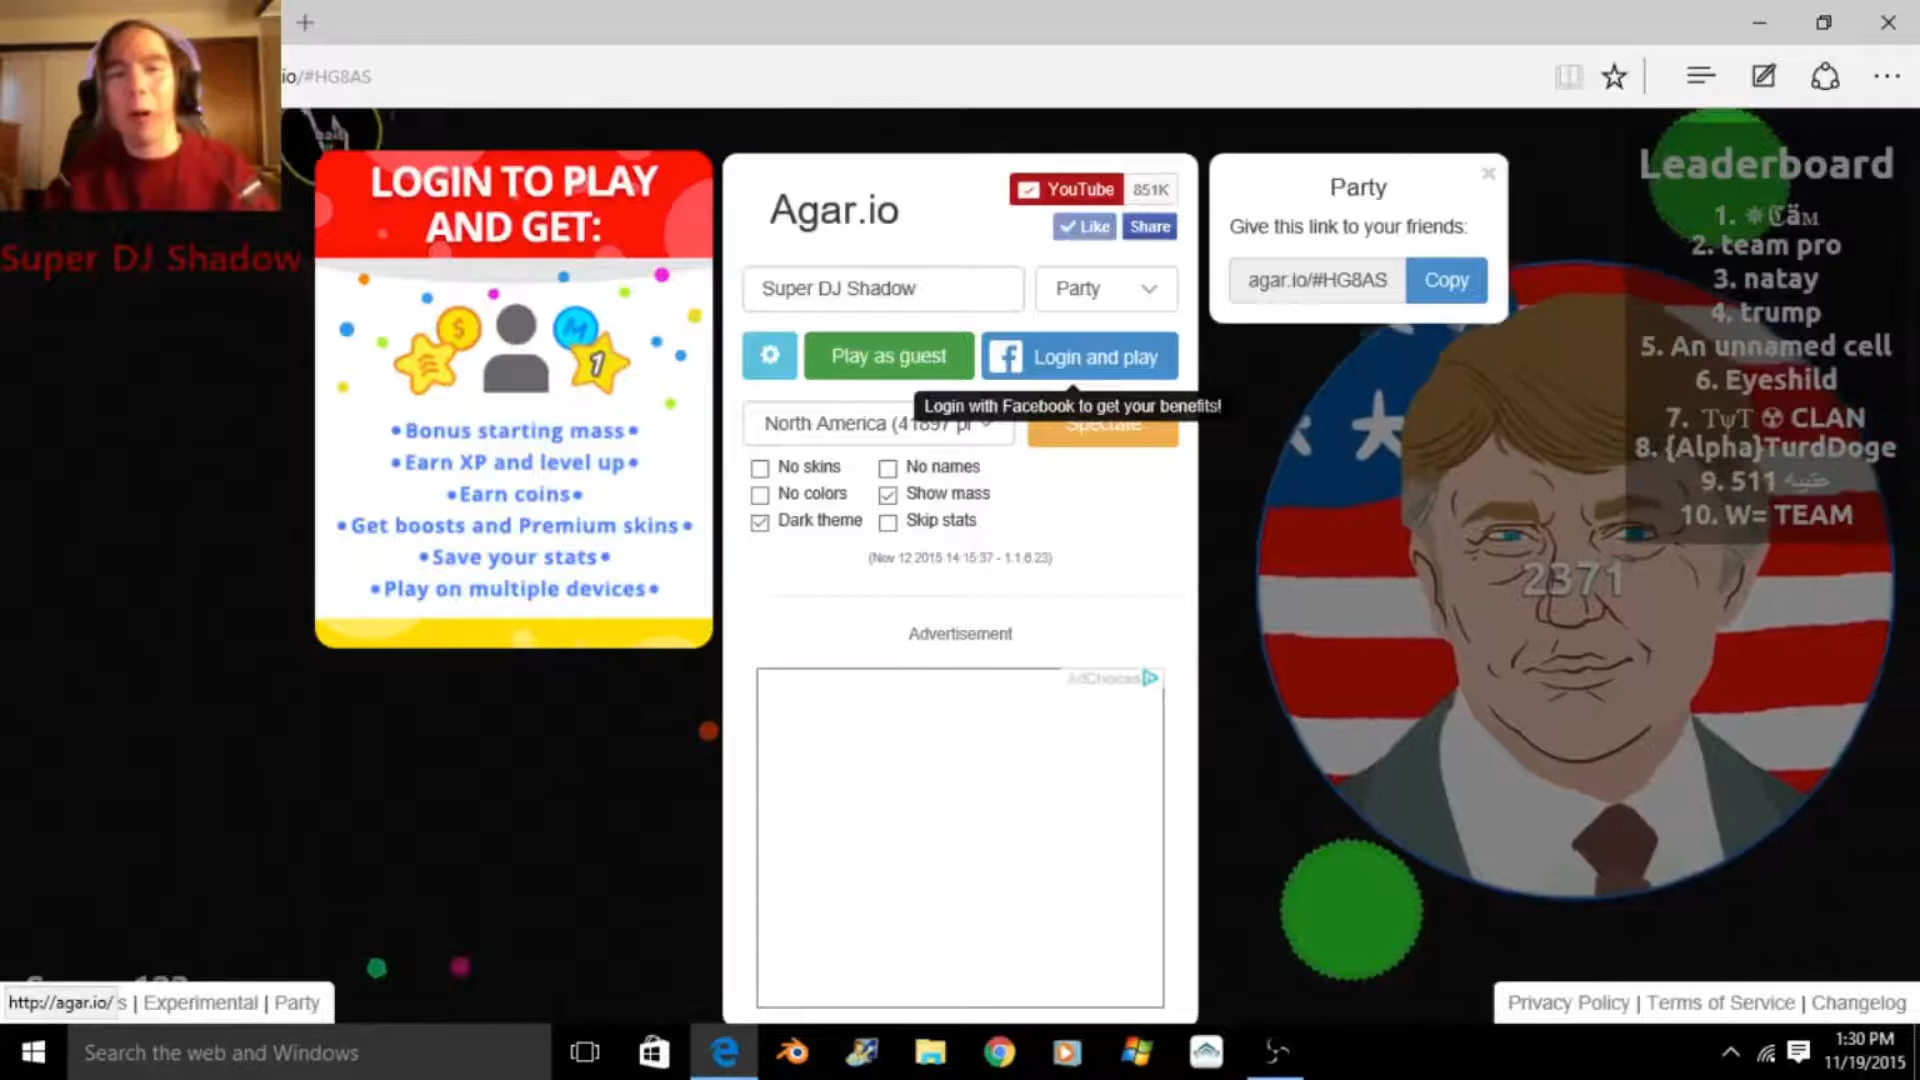 io/#HG8AS
Super DJ Shadow
LOGIN TO PLAY
AND GET:
$
M
1
•Bonus starting mass•
•Earn XP and level up•
•Earn coins•
•Get boosts and Premium skins•
•Save your stats•
•Play on multiple devices•
Agar.io
YouTube 851K
Like Share
Super DJ Shadow
Party
Play as guest
Login and play
Login with Facebook to get your benefits!
North America (41897 pl
Spectate
No skins
No names
No colors
Show mass
Dark theme
Skip stats
(Nov 12 2015 14:15:37 - 1.1.6.23)
Advertisement
AdChoices
Party
Give this link to your friends:
agar.io/#HG8AS
Copy
Leaderboard
2. team pro
3. natay
4. trump
5. An unnamed cell
6. Eyeshild
7. TψT ☢ CLAN
8. {Alpha}TurdDoge
9. 511
10. W= TEAM
2371
http://agar.io/ s | Experimental | Party
Privacy Policy | Terms of Service | Changelog
Search the web and Windows
1:30 PM
11/19/2015